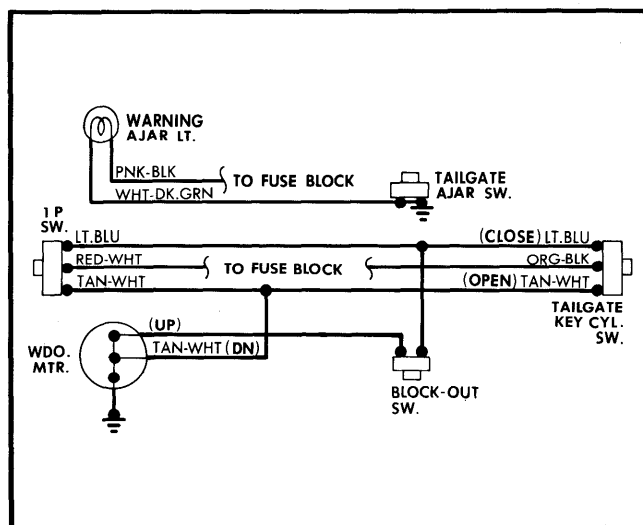 WARNING
AJAR LT.
PNK-BLK
TO FUSE BLOCK
WHT-DK.GRN
TAILGATE
AJAR SW.
1 P
SW.
LT.BLU
(CLOSE) LT.BLU
RED-WHT
TO FUSE BLOCK
ORG-BLK
TAN-WHT
(OPEN) TAN-WHT
TAILGATE
KEY CYL.
SW.
WDO.
MTR.
(UP)
TAN-WHT (DN)
BLOCK-OUT
SW.